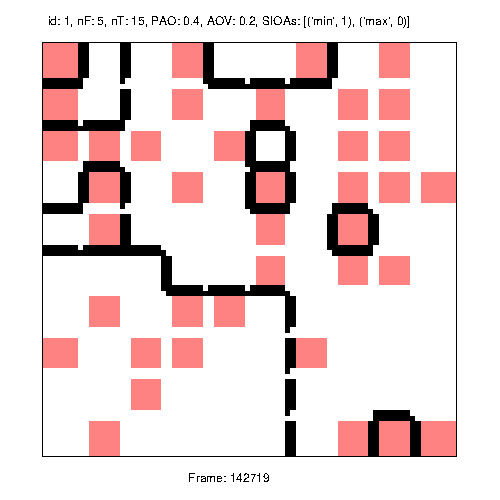 id: 1, nF: 5, nT: 15, PAO: 0.4, AOV: 0.2, SIOAs: [('min', 1), ('max', 0)]
Frame: 142719